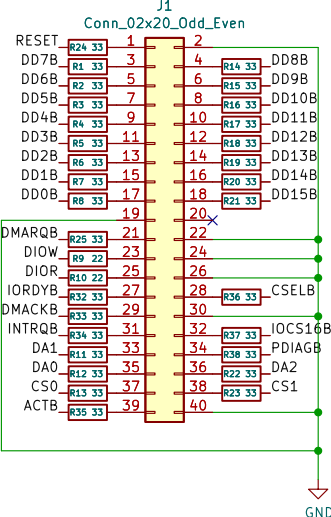 J1
Conn_02x20_Odd_Even
RESET R24 33 1 2
DD7B R1 33 3 4 R14 33 DD8B
DD6B R2 33 5 6 R15 33 DD9B
DD5B R3 33 7 8 R16 33 DD10B
DD4B R4 33 9 10 R17 33 DD11B
DD3B R5 33 11 12 R18 33 DD12B
DD2B R6 33 13 14 R19 33 DD13B
DD1B R7 33 15 16 R20 33 DD14B
DD0B R8 33 17 18 R21 33 DD15B
19 20
DMARQB R25 33 21 22
DIOW R9 22 23 24
DIOR R10 22 25 26
IORDYB R32 33 27 28 R36 33 CSELB
DMACKB R33 33 29 30
INTRQB R34 33 31 32 R37 33 IOCS16B
DA1 R11 33 33 34 R38 33 PDIAGB
DA0 R12 33 35 36 R22 33 DA2
CS0 R13 33 37 38 R23 33 CS1
ACTB R35 33 39 40
GND